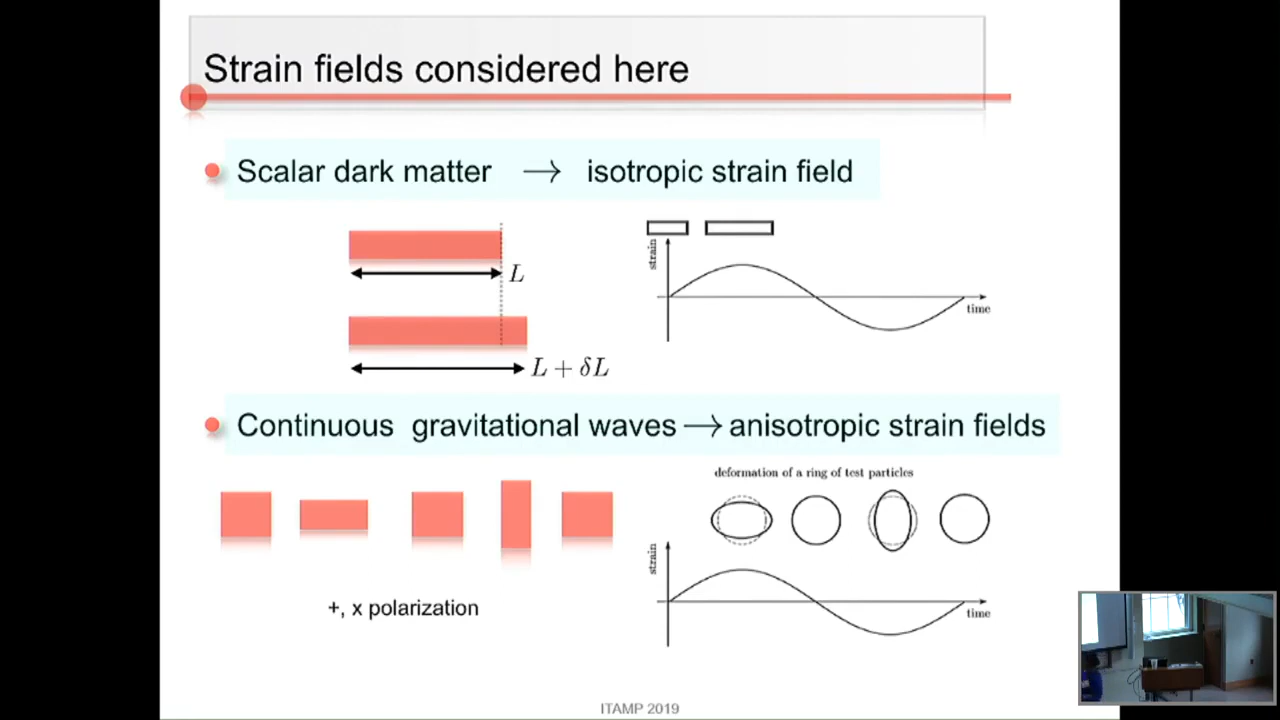 Strain fields considered here
Scalar dark matter → isotropic strain field
L
L + δL
strain
time
Continuous gravitational waves → anisotropic strain fields
deformation of a ring of test particles
strain
time
+, x polarization
ITAMP 2019